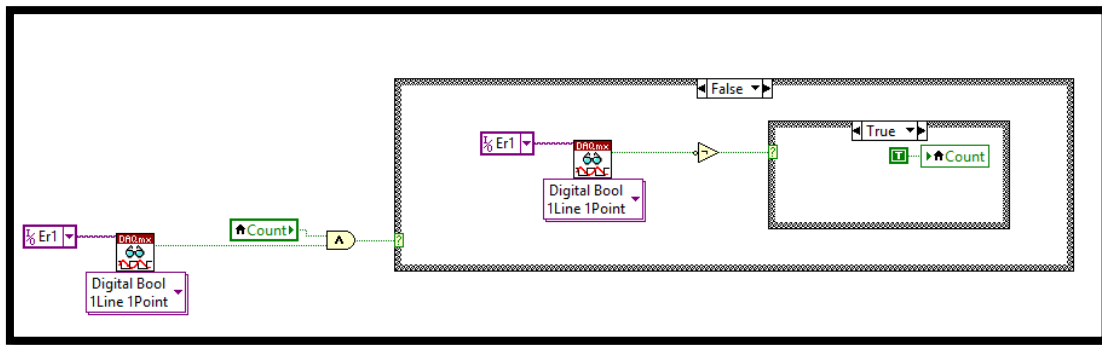 False
True
I/O Er1
DAQmx
T
Count
Digital Bool
1Line 1Point
?
Count
I/O Er1
DAQmx
∧
?
Digital Bool
1Line 1Point